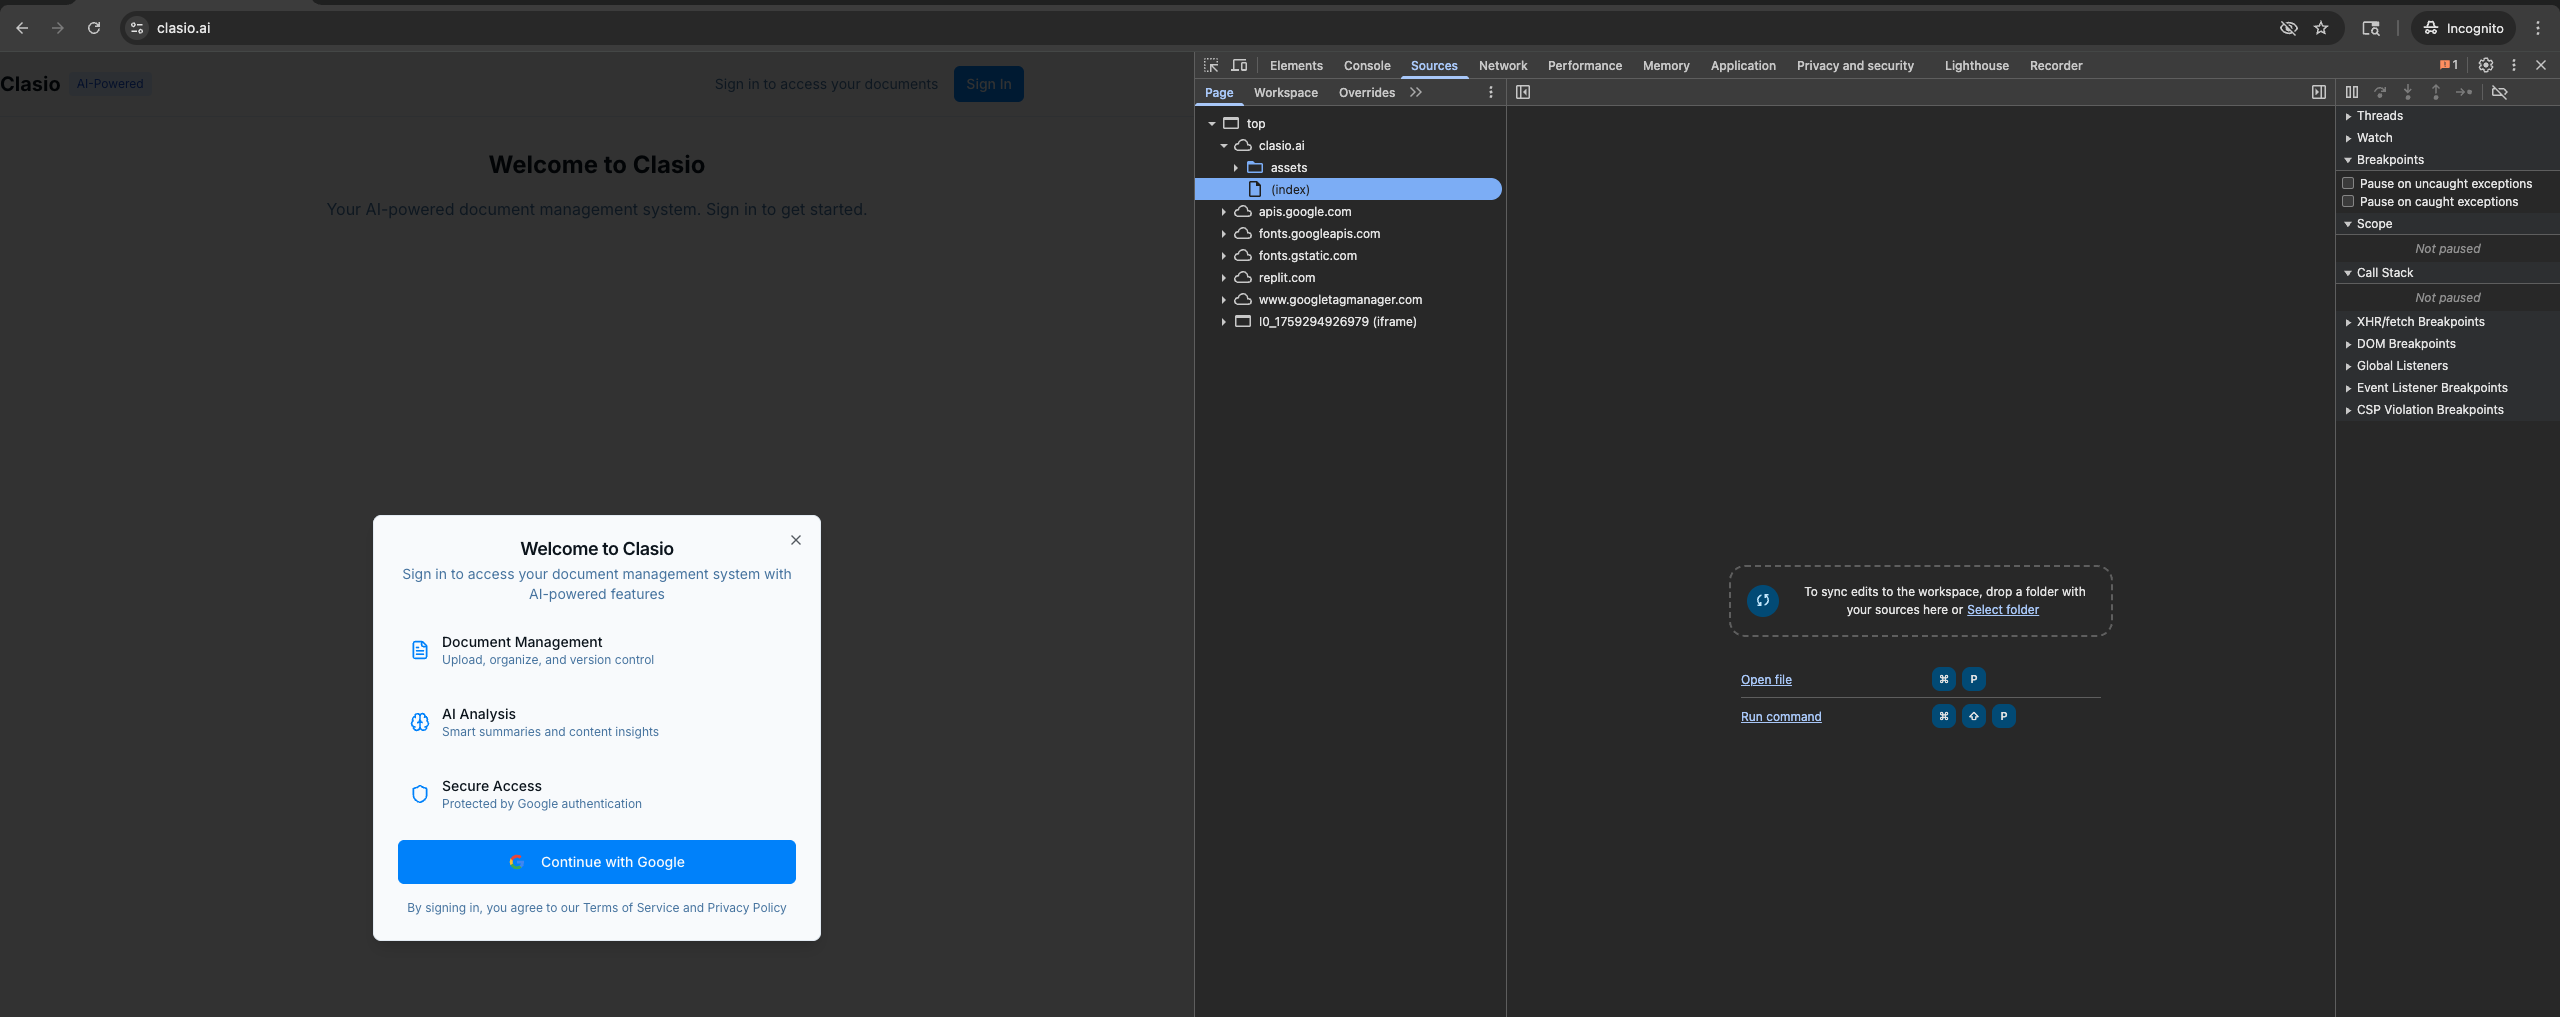 clasio.ai
Incognito
Clasio AI-Powered
Sign in to access your documents
Sign In
Welcome to Clasio
Your AI-powered document management system. Sign in to get started.
Welcome to Clasio
Sign in to access your document management system with
AI-powered features
Document Management
Upload, organize, and version control
AI Analysis
Smart summaries and content insights
Secure Access
Protected by Google authentication
Continue with Google
By signing in, you agree to our Terms of Service and Privacy Policy
Elements Console Sources Network Performance Memory Application Privacy and security Lighthouse Recorder 1
Page Workspace Overrides
top
clasio.ai
assets
(index)
apis.google.com
fonts.googleapis.com
fonts.gstatic.com
replit.com
www.googletagmanager.com
I0_1759294926979 (iframe)
To sync edits to the workspace, drop a folder with
your sources here or Select folder
Open file ⌘ P
Run command ⌘ ⇧ P
Threads
Watch
Breakpoints
Pause on uncaught exceptions
Pause on caught exceptions
Scope
Not paused
Call Stack
Not paused
XHR/fetch Breakpoints
DOM Breakpoints
Global Listeners
Event Listener Breakpoints
CSP Violation Breakpoints